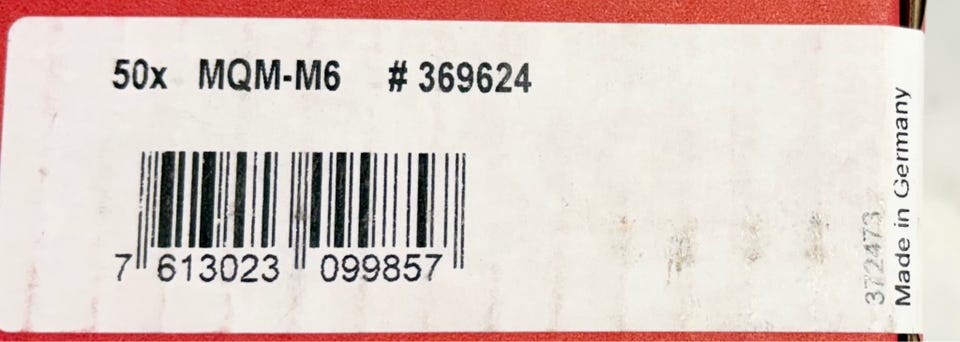 50x MQM-M6 # 369624
7 613023 099857
Made in Germany
372473